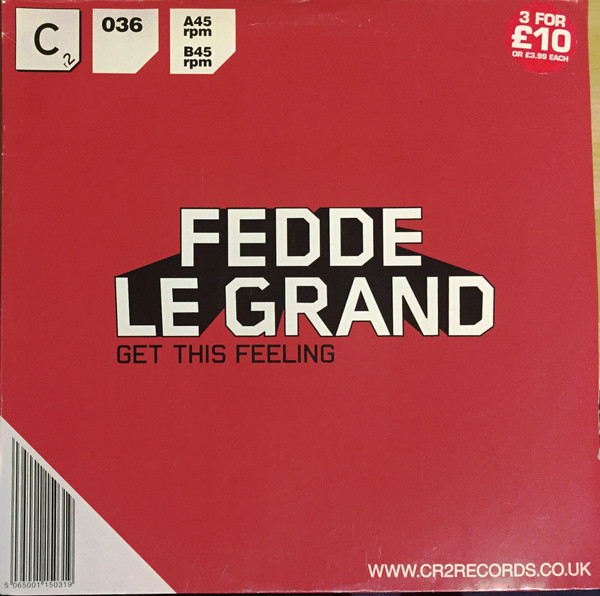 C
r2
036
A45
rpm
B45
rpm
3 FOR
£10
OR £3.99 EACH
FEDDE
LE GRAND
GET THIS FEELING
5 065001 150319
WWW.CR2RECORDS.CO.UK